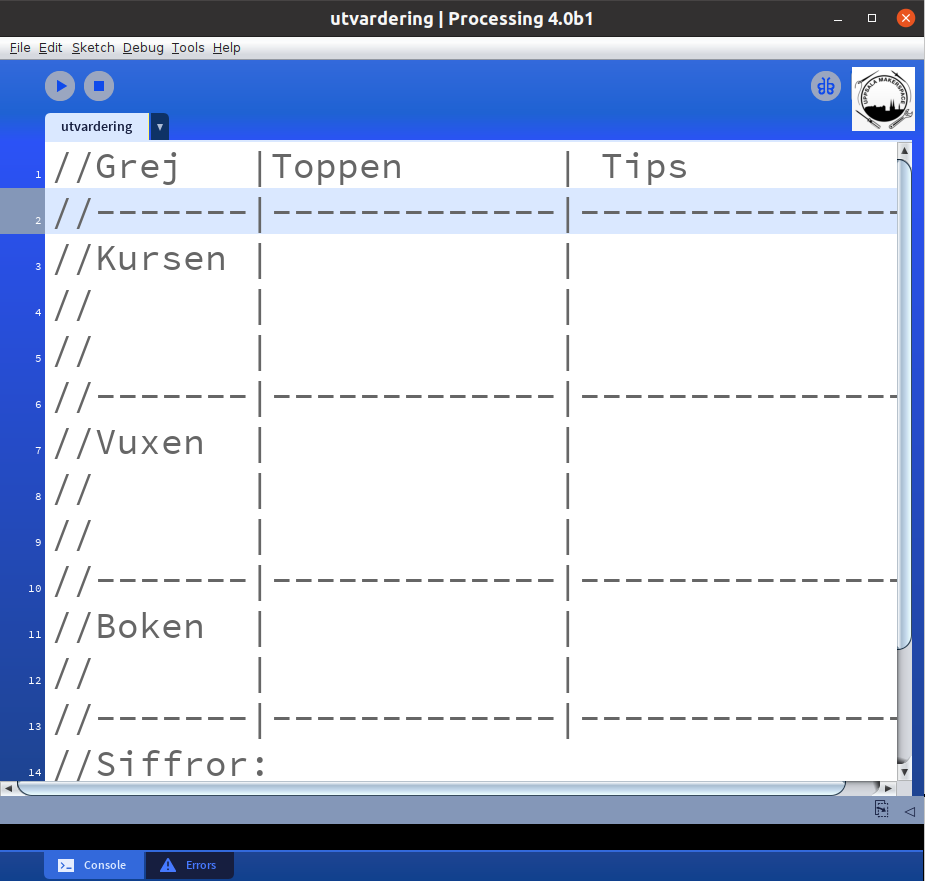 utvardering | Processing 4.0b1
File Edit Sketch Debug Tools Help
UPPSALA MAKERSPACE
utvardering
1 //Grej    |Toppen        | Tips
2 //-------|--------------|---------------
3 //Kursen |              |
4 //       |              |
5 //       |              |
6 //-------|--------------|---------------
7 //Vuxen  |              |
8 //       |              |
9 //       |              |
10 //-------|--------------|---------------
11 //Boken  |              |
12 //       |              |
13 //-------|--------------|---------------
14 //Siffror:
Console Errors